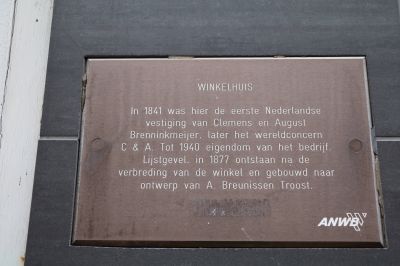 WINKELHUIS
In 1841 was hier de eerste Nederlandse
vestiging van Clemens en August
Brenninkmeijer, later het wereldconcern
C & A. Tot 1940 eigendom van het bedrijf.
Lijstgevel, in 1877 ontstaan na de
verbreding van de winkel en gebouwd naar
ontwerp van A. Breunissen Troost.
ANWB